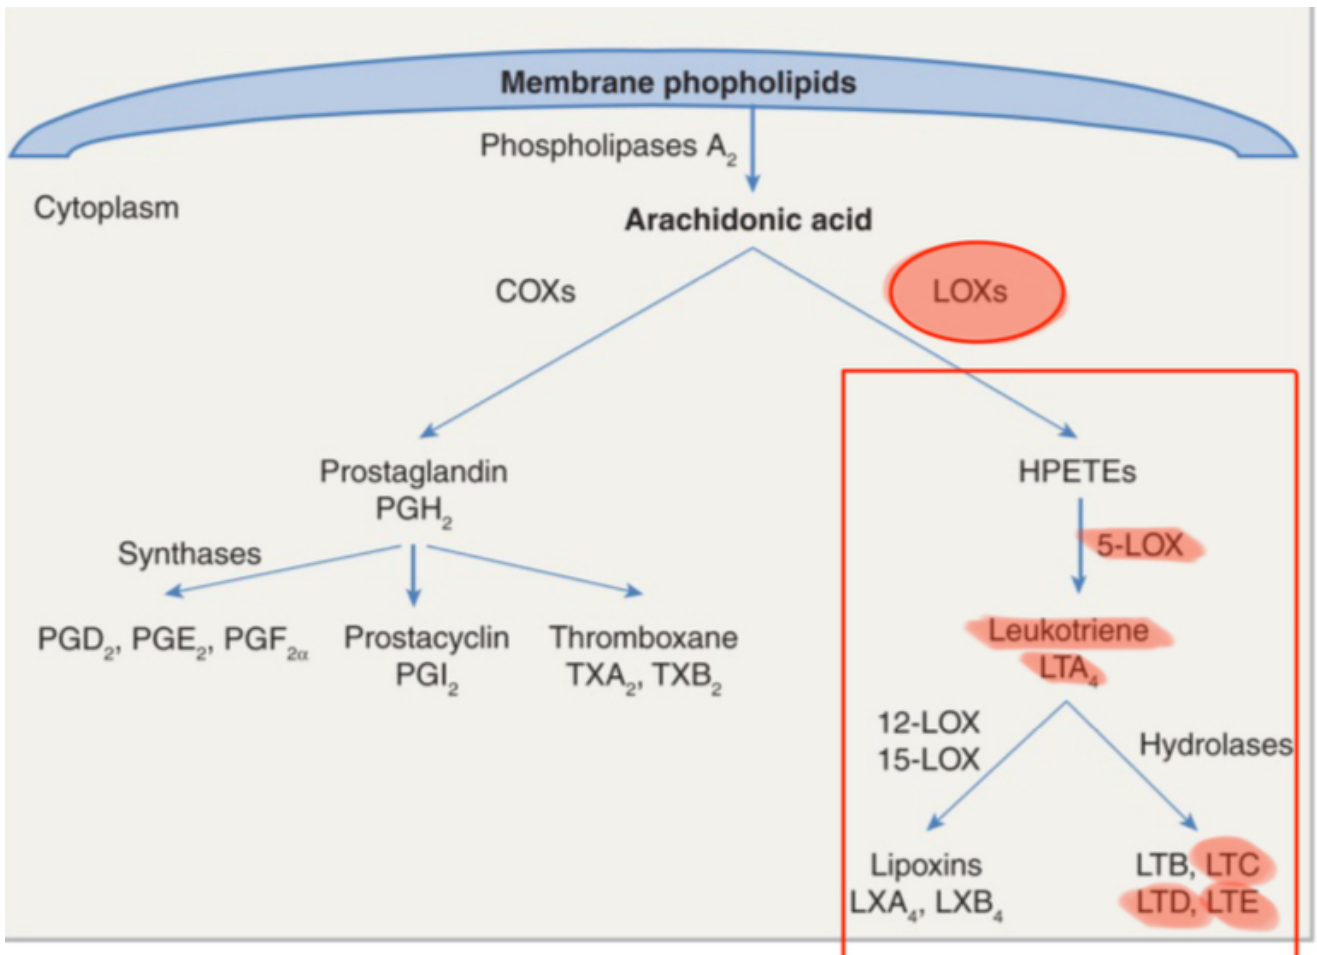 Membrane phopholipids
Phospholipases A₂
Cytoplasm
Arachidonic acid
COXs
LOXs
Prostaglandin
PGH₂
HPETEs
Synthases
5-LOX
PGD₂, PGE₂, PGF₂α
Prostacyclin
PGI₂
Thromboxane
TXA₂, TXB₂
Leukotriene
LTA₄
12-LOX
15-LOX
Hydrolases
Lipoxins
LXA₄, LXB₄
LTB, LTC
LTD, LTE